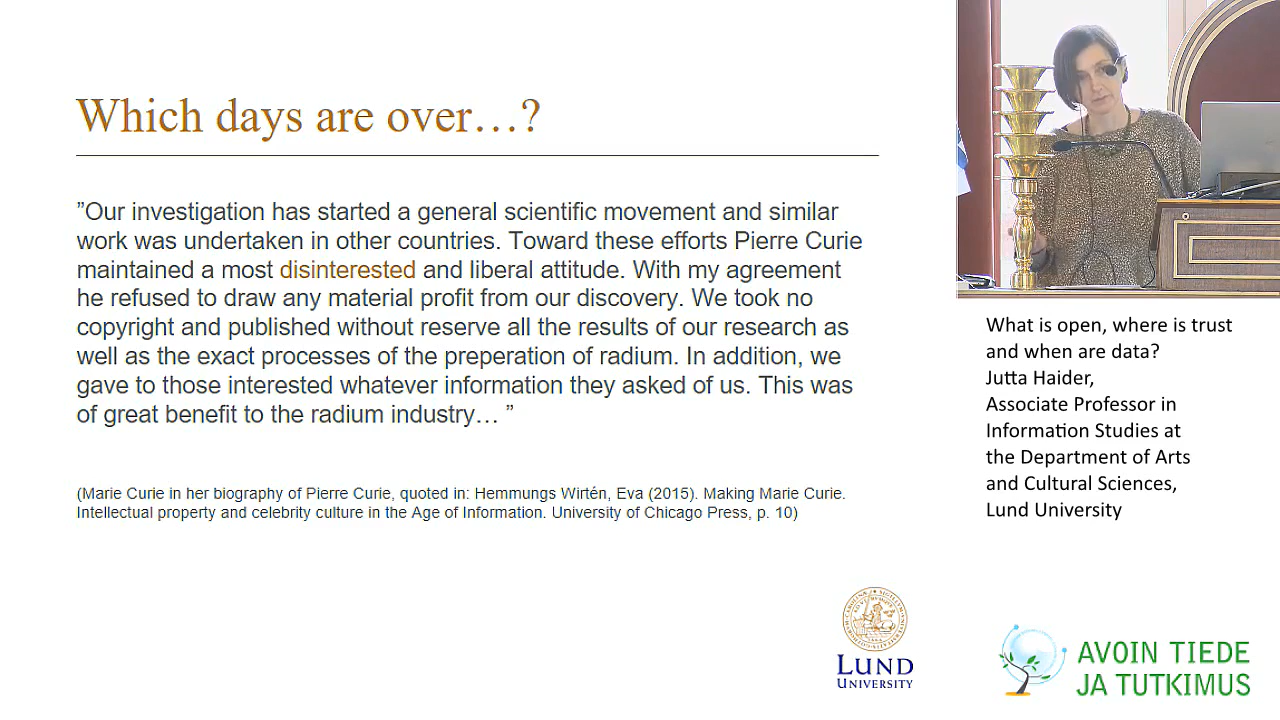 Which days are over…?
”Our investigation has started a general scientific movement and similar
work was undertaken in other countries. Toward these efforts Pierre Curie
maintained a most disinterested and liberal attitude. With my agreement
he refused to draw any material profit from our discovery. We took no
copyright and published without reserve all the results of our research as
well as the exact processes of the preperation of radium. In addition, we
gave to those interested whatever information they asked of us. This was
of great benefit to the radium industry… ”
(Marie Curie in her biography of Pierre Curie, quoted in: Hemmungs Wirtén, Eva (2015). Making Marie Curie.
Intellectual property and celebrity culture in the Age of Information. University of Chicago Press, p. 10)
What is open, where is trust
and when are data?
Jutta Haider,
Associate Professor in
Information Studies at
the Department of Arts
and Cultural Sciences,
Lund University
LUND
UNIVERSITY
AVOIN TIEDE
JA TUTKIMUS